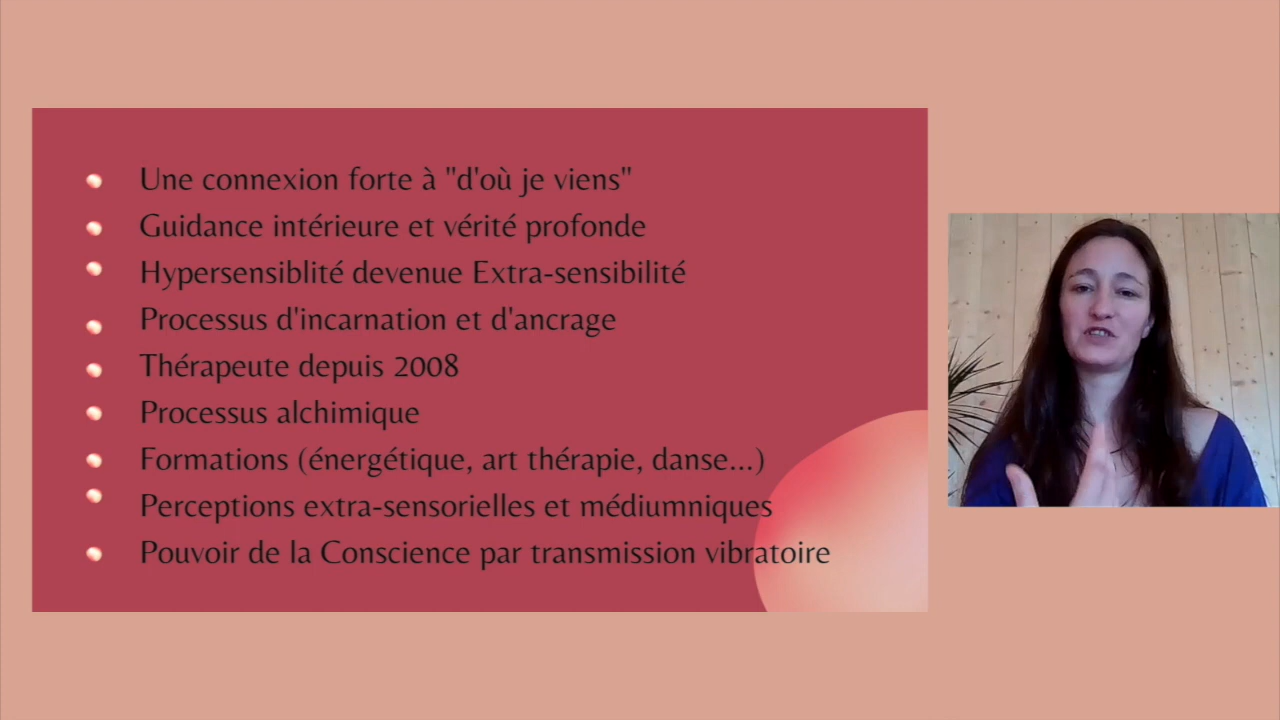 Une connexion forte à "d'où je viens"
Guidance intérieure et vérité profonde
Hypersensiblité devenue Extra-sensibilité
Processus d'incarnation et d'ancrage
Thérapeute depuis 2008
Processus alchimique
Formations (énergétique, art thérapie, danse...)
Perceptions extra-sensorielles et médiumniques
Pouvoir de la Conscience par transmission vibratoire